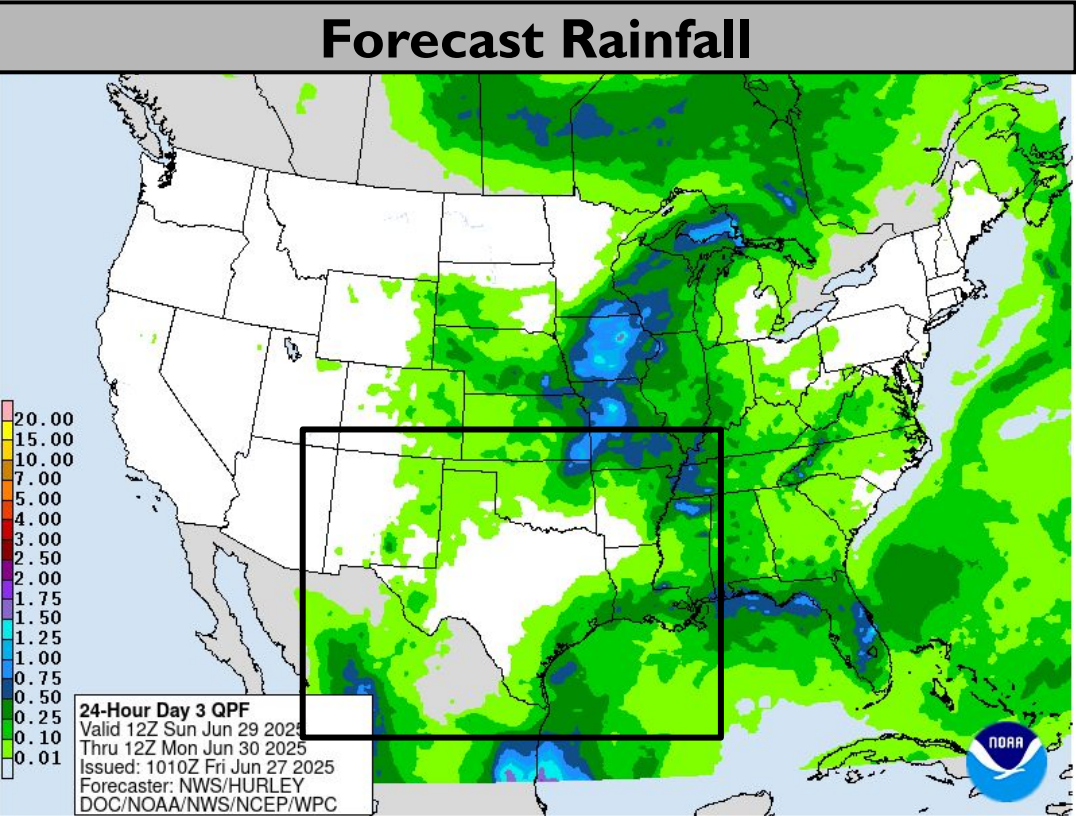 Forecast Rainfall
20.00
15.00
10.00
7.00
5.00
4.00
3.00
2.50
2.00
1.75
1.50
1.25
1.00
0.75
0.50
0.25
0.10
0.01
24-Hour Day 3 QPF
Valid 12Z Sun Jun 29 2025
Thru 12Z Mon Jun 30 2025
Issued: 1010Z Fri Jun 27 2025
Forecaster: NWS/HURLEY
DOC/NOAA/NWS/NCEP/WPC
NOAA